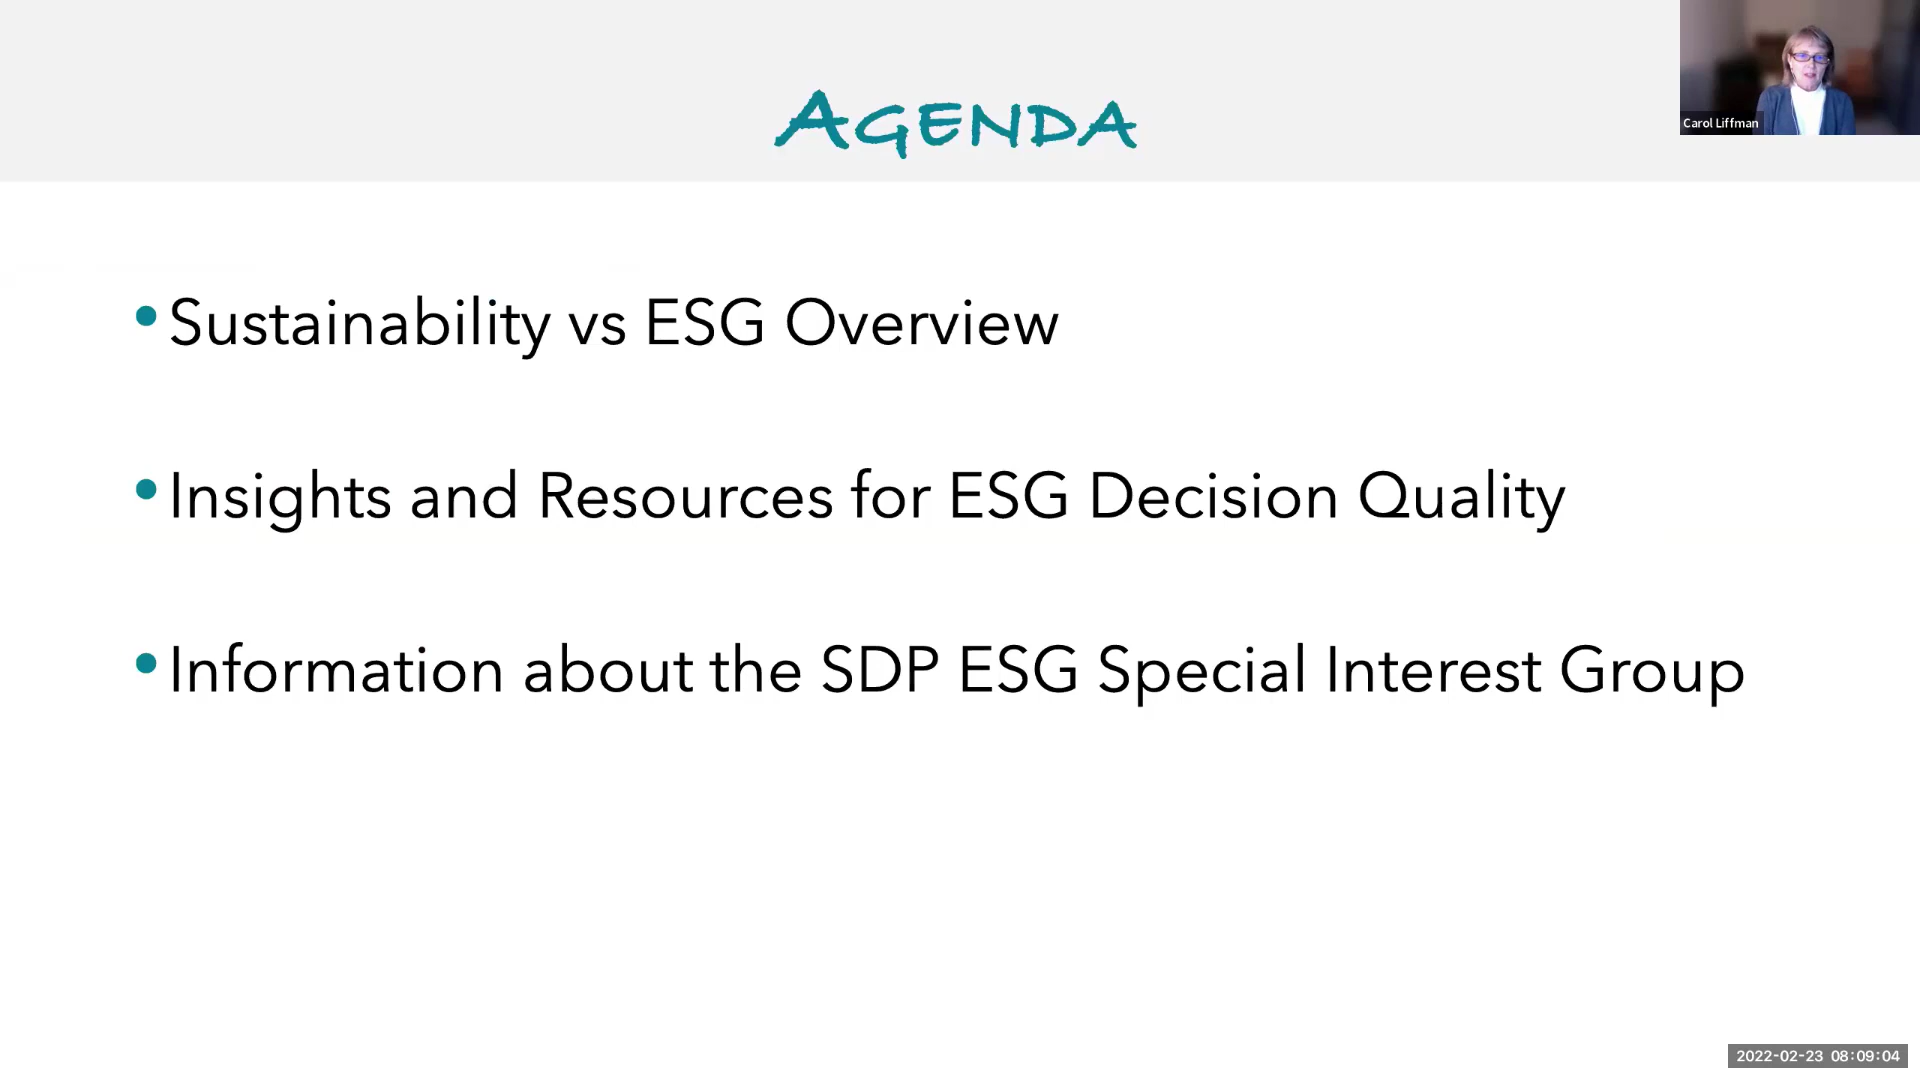 AGENDA
Carol Liffman
• Sustainability vs ESG Overview
• Insights and Resources for ESG Decision Quality
• Information about the SDP ESG Special Interest Group
2022-02-23 08:09:04